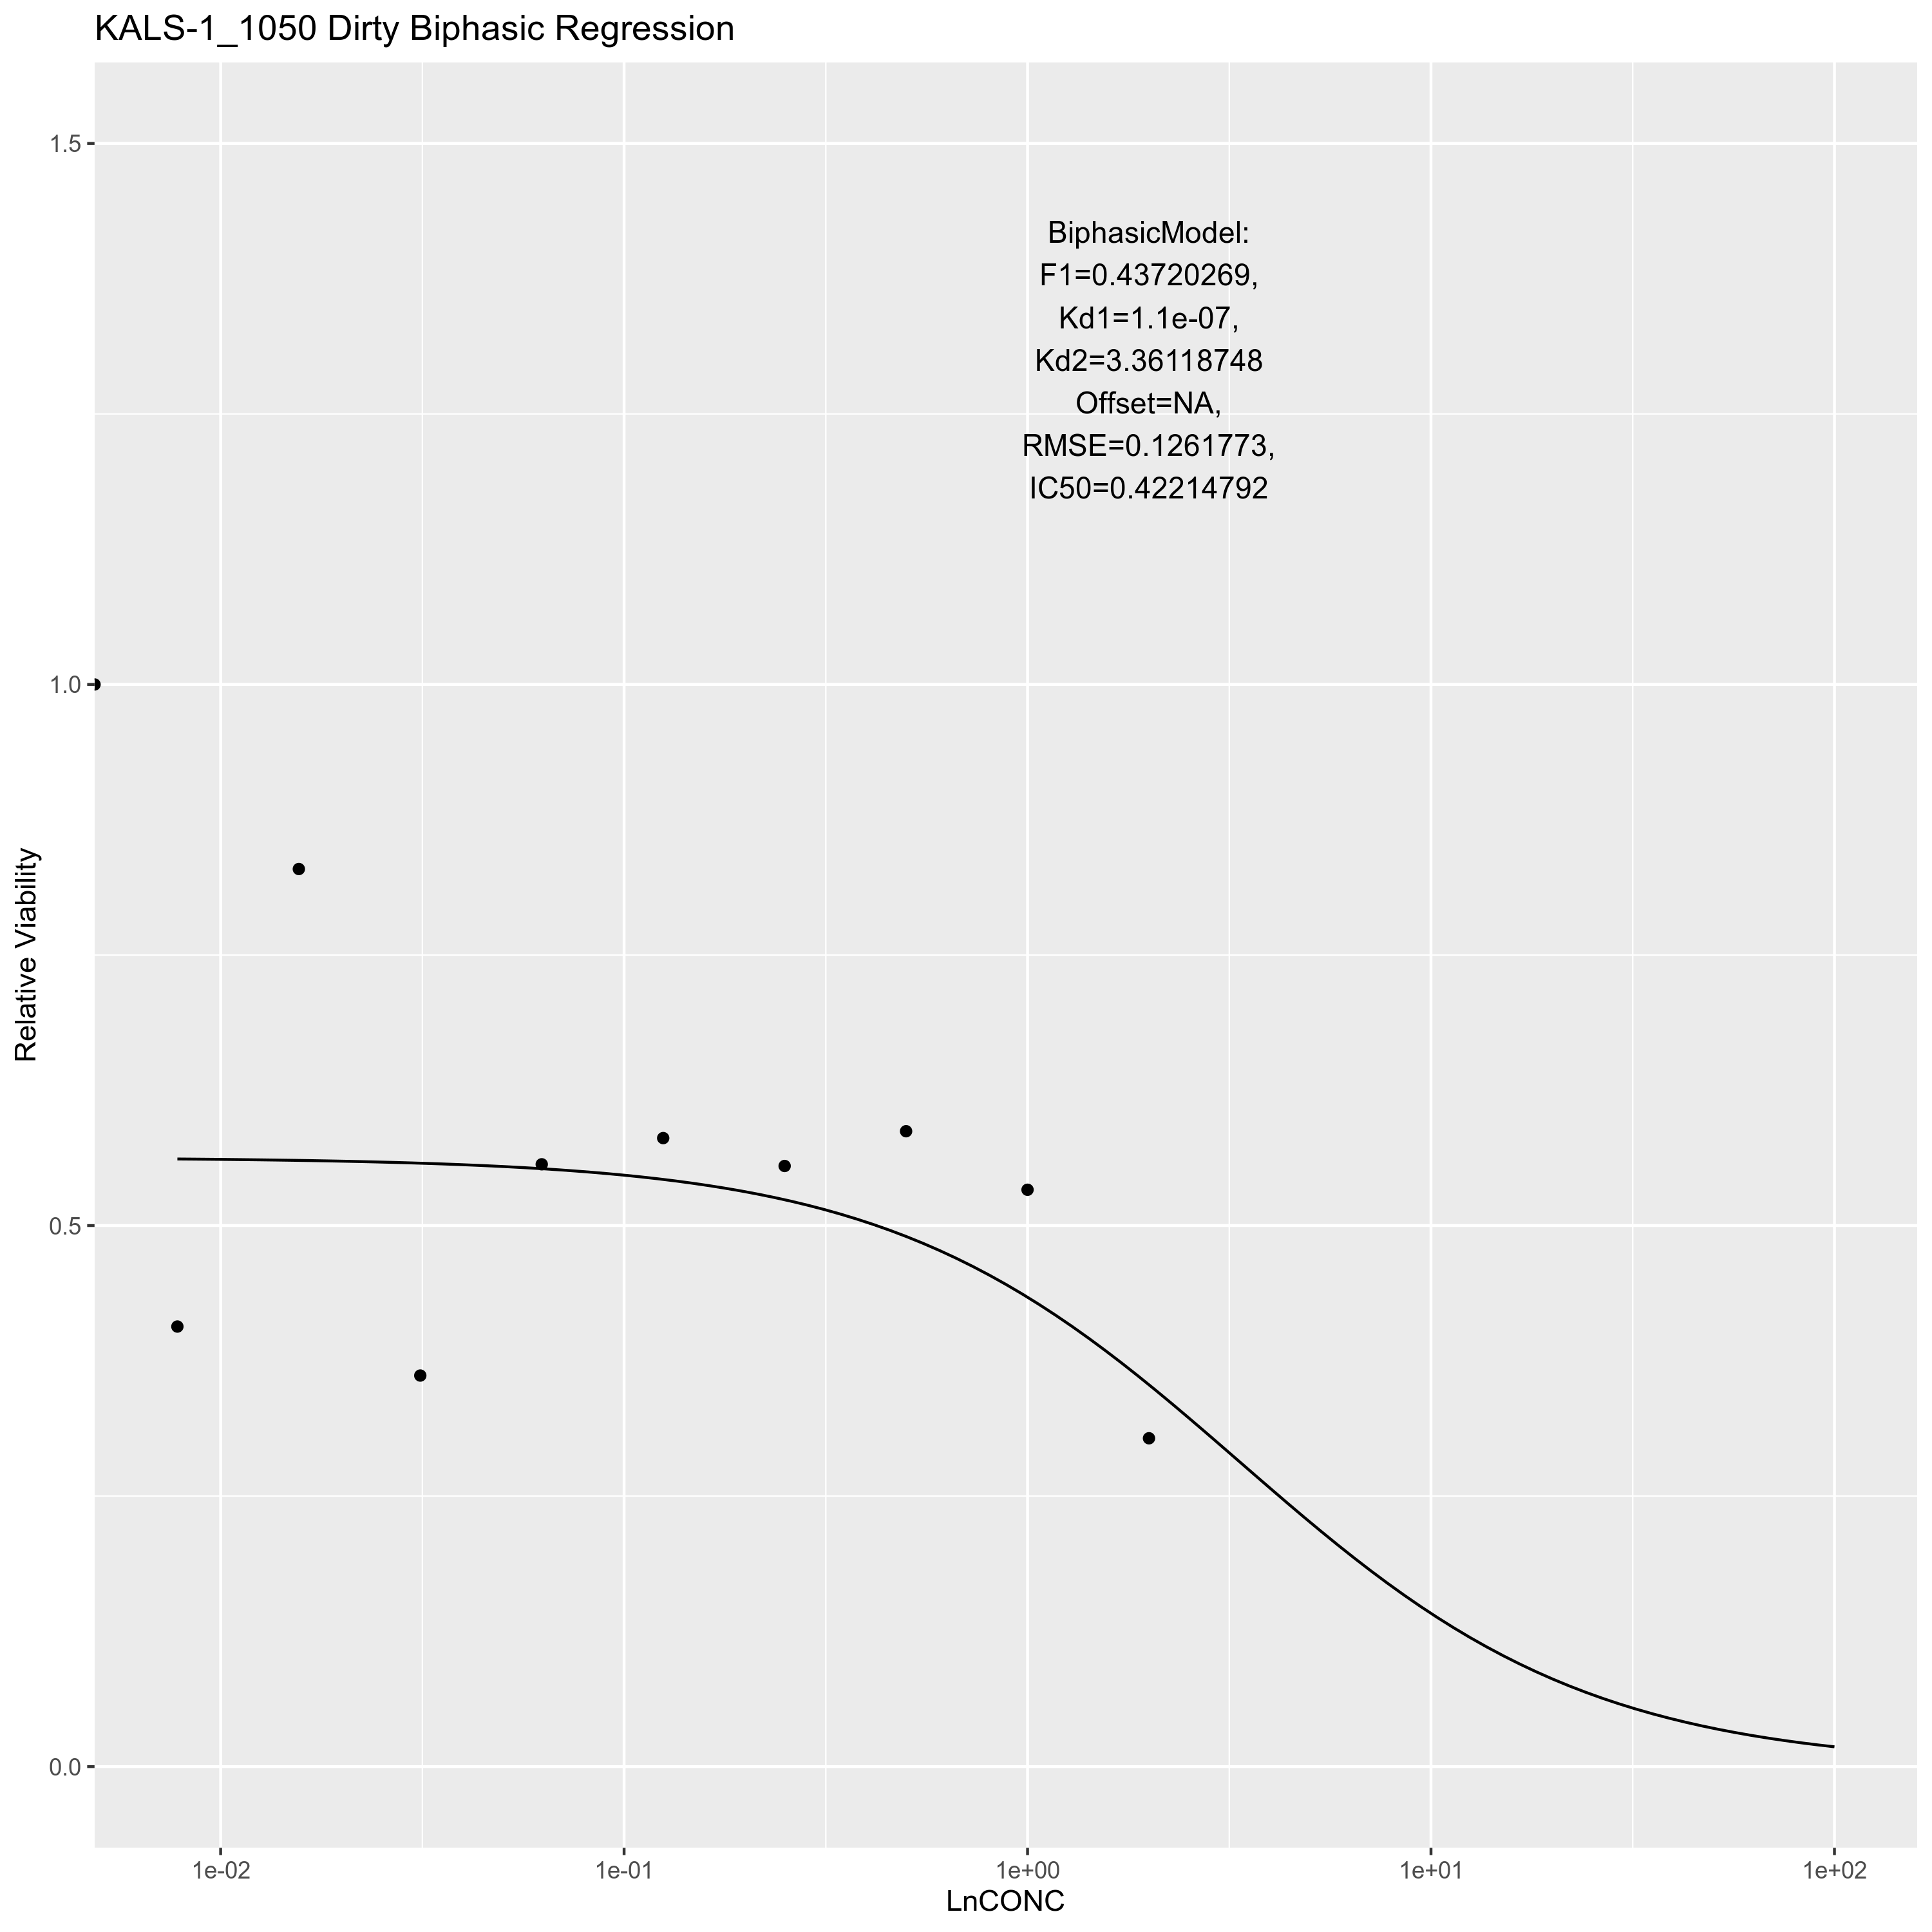 KALS-1_1050 Dirty Biphasic Regression
1.5
BiphasicModel:
F1=0.43720269,
Kd1=1.1e-07,
Kd2=3.36118748
Offset=NA,
RMSE=0.1261773,
IC50=0.42214792
1.0
Relative Viability
0.5
0.0
1e-02 1e-01 1e+00 1e+01 1e+02
LnCONC